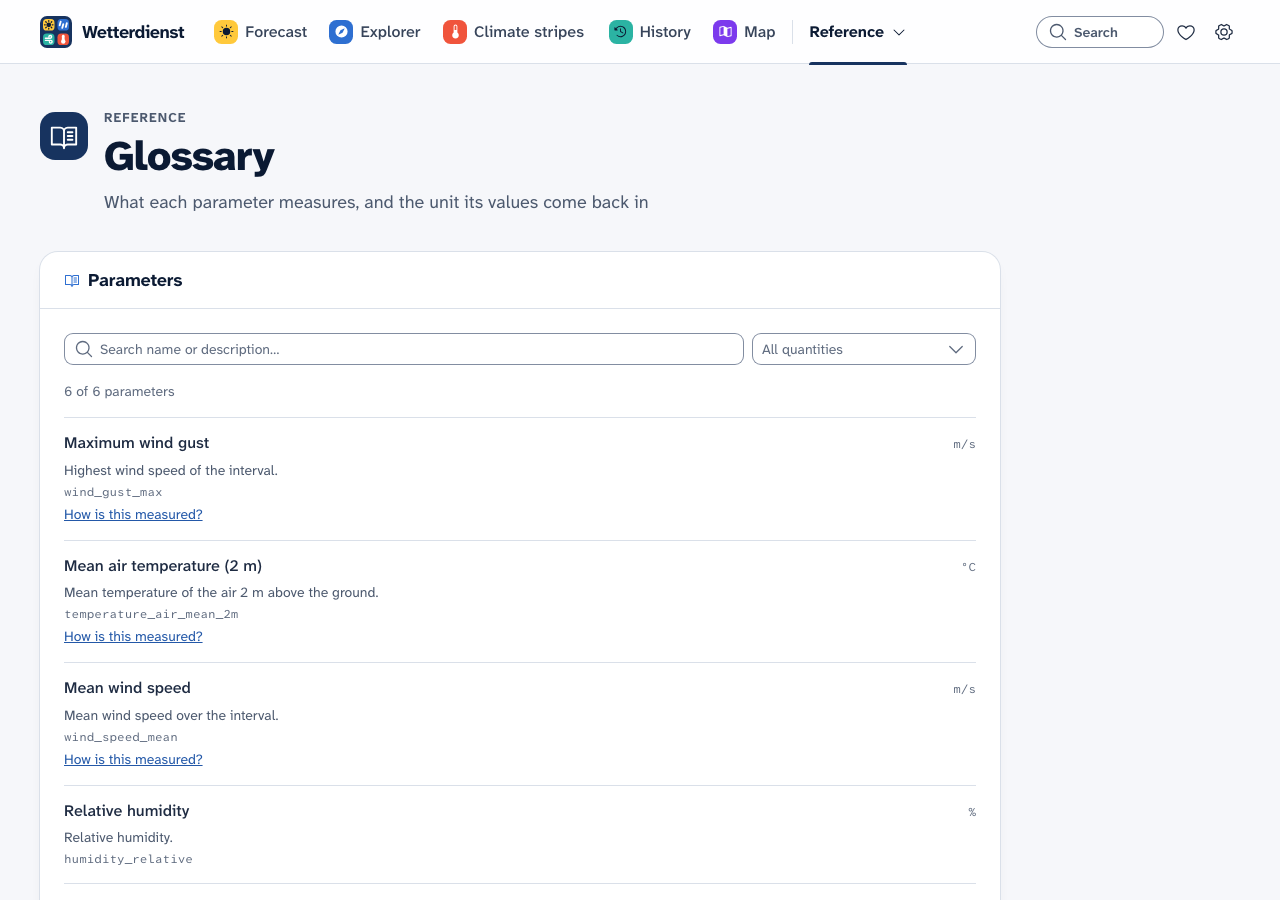 Wetterdienst
Forecast
Explorer
Climate stripes
History
Map
Reference
Search
REFERENCE
Glossary
What each parameter measures, and the unit its values come back in
Parameters
Search name or description...
All quantities
6 of 6 parameters
Maximum wind gust
m/s
Highest wind speed of the interval.
wind_gust_max
How is this measured?
Mean air temperature (2 m)
°C
Mean temperature of the air 2 m above the ground.
temperature_air_mean_2m
How is this measured?
Mean wind speed
m/s
Mean wind speed over the interval.
wind_speed_mean
How is this measured?
Relative humidity
%
Relative humidity.
humidity_relative